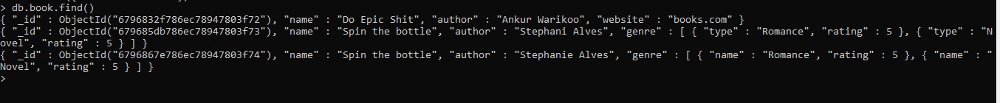 > db.book.find()
{ "_id" : ObjectId("6796832f786ec78947803f72"), "name" : "Do Epic Shit", "author" : "Ankur Warikoo", "website" : "books.com" }
{ "_id" : ObjectId("679685db786ec78947803f73"), "name" : "Spin the bottle", "author" : "Stephani Alves", "genre" : [ { "type" : "Romance", "rating" : 5 }, { "type" : "N
ovel", "rating" : 5 } ] }
{ "_id" : ObjectId("6796867e786ec78947803f74"), "name" : "Spin the bottle", "author" : "Stephanie Alves", "genre" : [ { "name" : "Romance", "rating" : 5 }, { "name" : "
Novel", "rating" : 5 } ] }
>